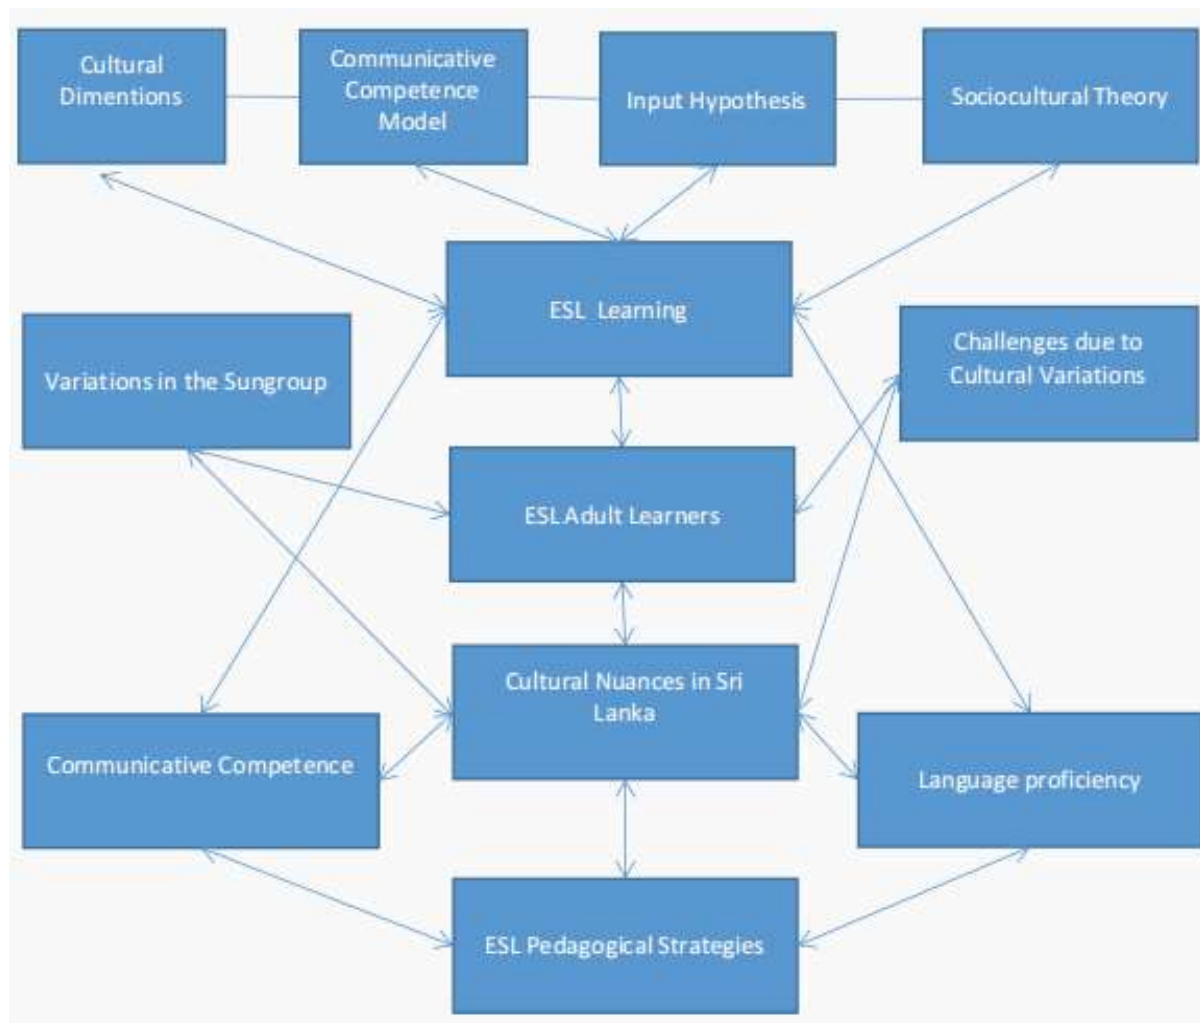 Cultural
Dimentions
Communicative
Competence
Model
Input Hypothesis
Sociocultural Theory
ESL Learning
Variations in the Sungroup
Challenges due to
Cultural Variations
ESL Adult Learners
Cultural Nuances in Sri
Lanka
Communicative Competence
Language proficiency
ESL Pedagogical Strategies